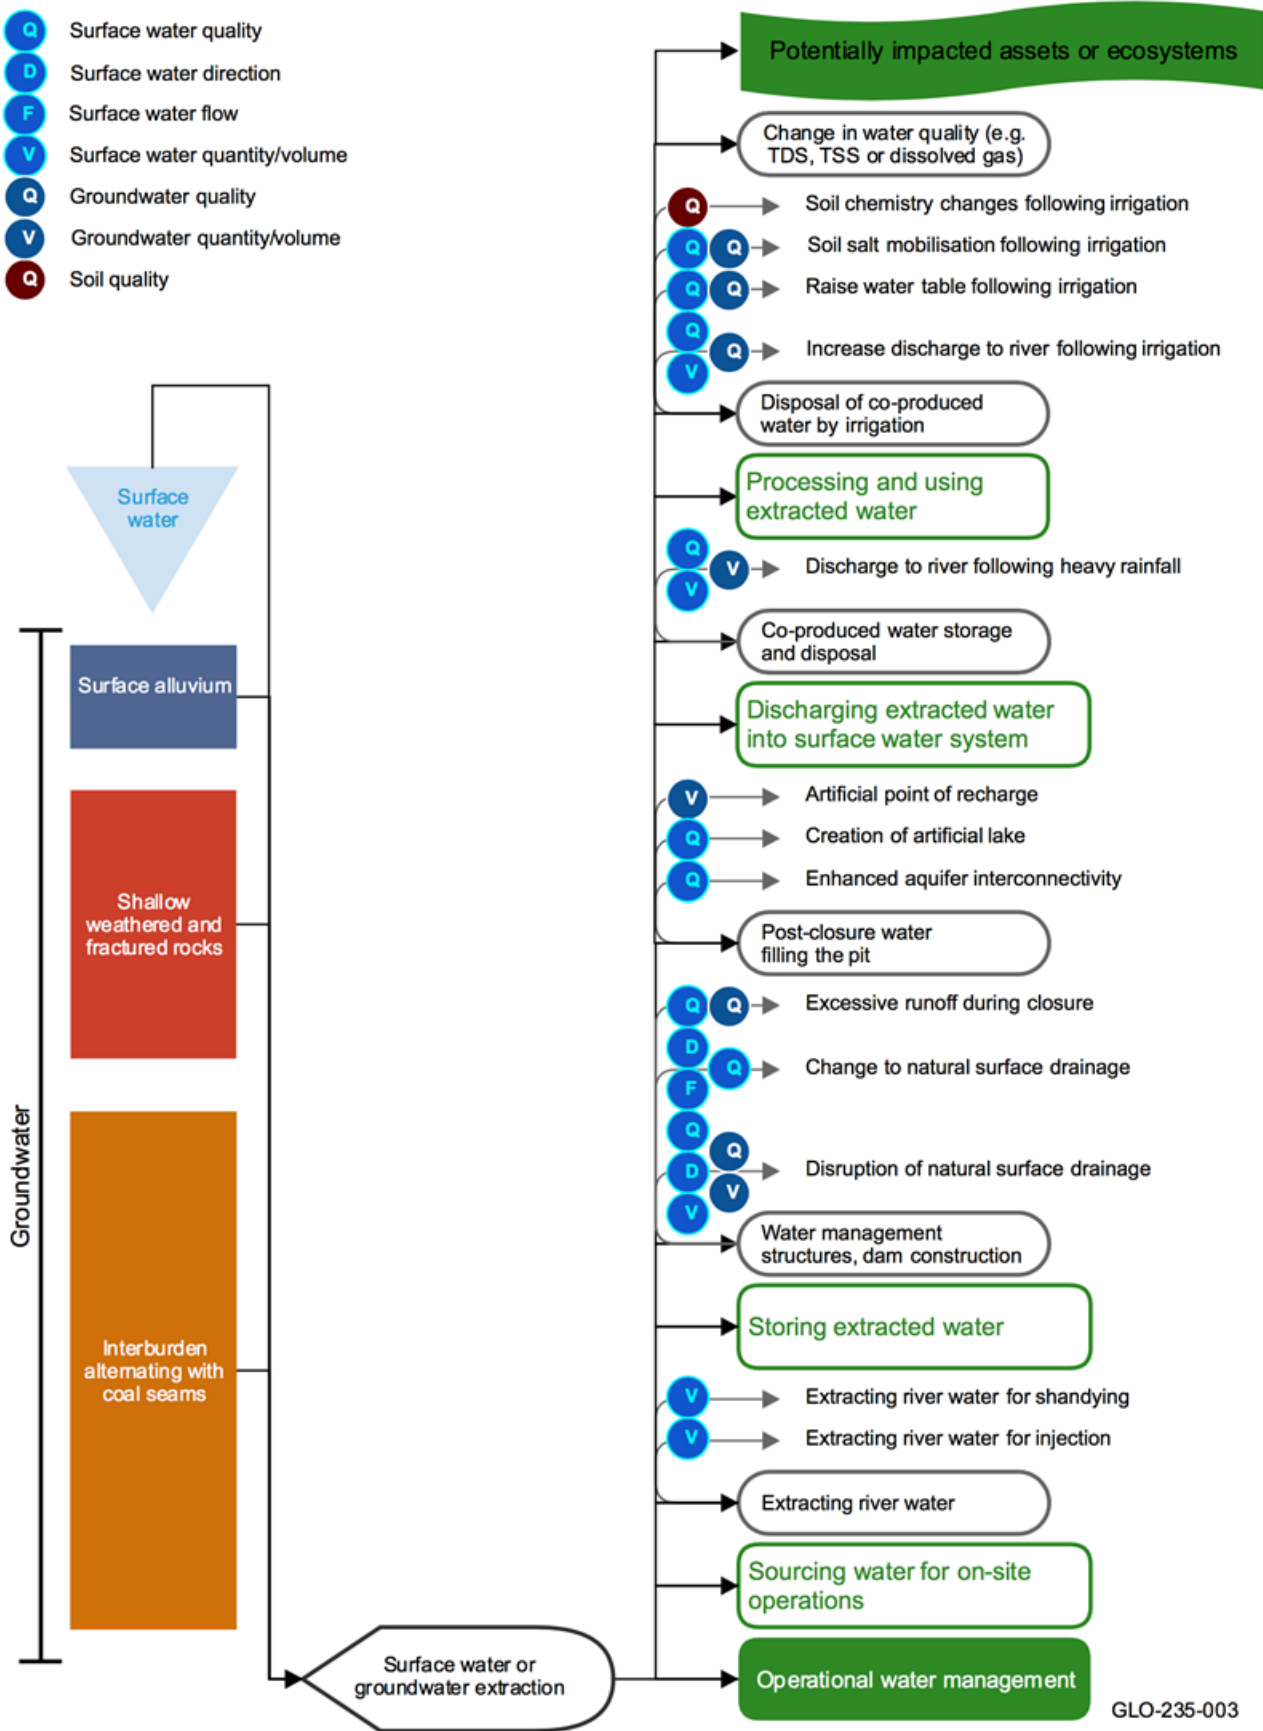 Q Surface water quality
D Surface water direction
F Surface water flow
V Surface water quantity/volume
Q Groundwater quality
V Groundwater quantity/volume
Q Soil quality
Surface
water
Groundwater
Surface alluvium
Shallow
weathered and
fractured rocks
Interburden
alternating with
coal seams
Surface water or
groundwater extraction
Potentially impacted assets or ecosystems
Change in water quality (e.g.
TDS, TSS or dissolved gas)
Q Soil chemistry changes following irrigation
Q Q Soil salt mobilisation following irrigation
Q Q Raise water table following irrigation
Q
V Q Increase discharge to river following irrigation
Disposal of co-produced
water by irrigation
Processing and using
extracted water
Q
V V Discharge to river following heavy rainfall
Co-produced water storage
and disposal
Discharging extracted water
into surface water system
V Artificial point of recharge
Q Creation of artificial lake
Q Enhanced aquifer interconnectivity
Post-closure water
filling the pit
Q Q Excessive runoff during closure
D
F Q Change to natural surface drainage
Q
D
V Q
V Disruption of natural surface drainage
Water management
structures, dam construction
Storing extracted water
V Extracting river water for shandying
V Extracting river water for injection
Extracting river water
Sourcing water for on-site
operations
Operational water management
GLO-235-003